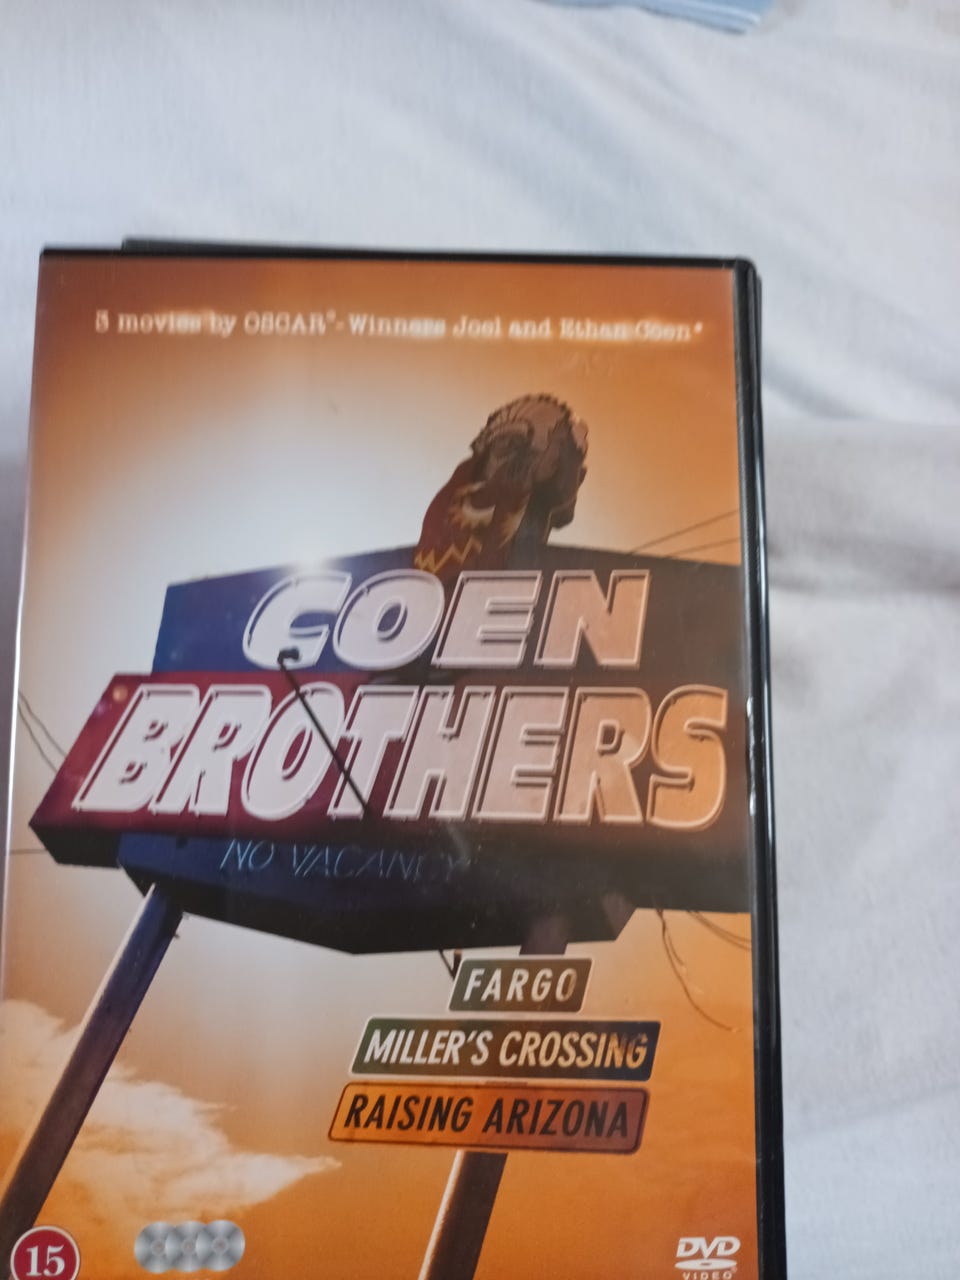 3 movies by OSCAR®-Winners Joel and Ethan Coen*
COEN
BROTHERS
NO VACANCY
FARGO
MILLER'S CROSSING
RAISING ARIZONA
15
DVD
VIDEO